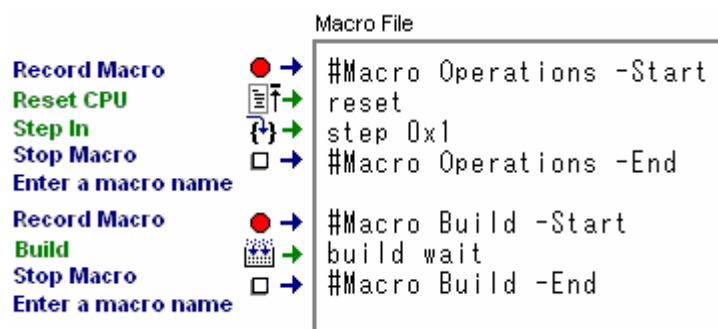 Macro File
Record Macro #Macro Operations -Start
Reset CPU reset
Step In step 0x1
Stop Macro #Macro Operations -End
Enter a macro name
Record Macro #Macro Build -Start
Build build wait
Stop Macro #Macro Build -End
Enter a macro name